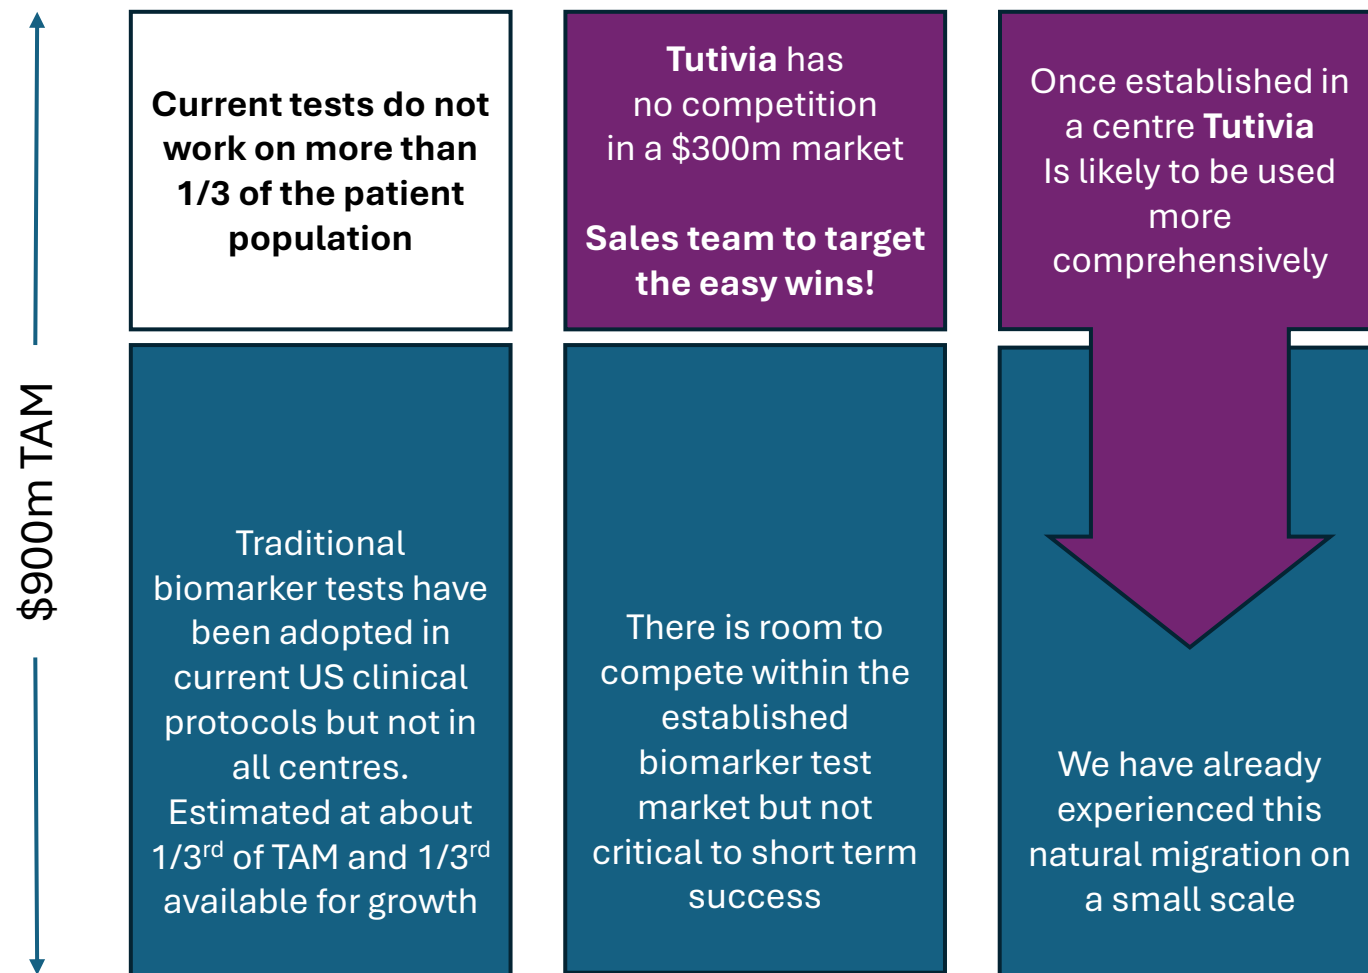 $900m TAM
Current tests do not
work on more than
1/3 of the patient
population
Traditional
biomarker tests have
been adopted in
current US clinical
protocols but not in
all centres.
Estimated at about
1/3rd of TAM and 1/3rd
available for growth
Tutivia has
no competition
in a $300m market
Sales team to target
the easy wins!
There is room to
compete within the
established
biomarker test
market but not
critical to short term
success
Once established in
a centre Tutivia
Is likely to be used
more
comprehensively
We have already
experienced this
natural migration on
a small scale